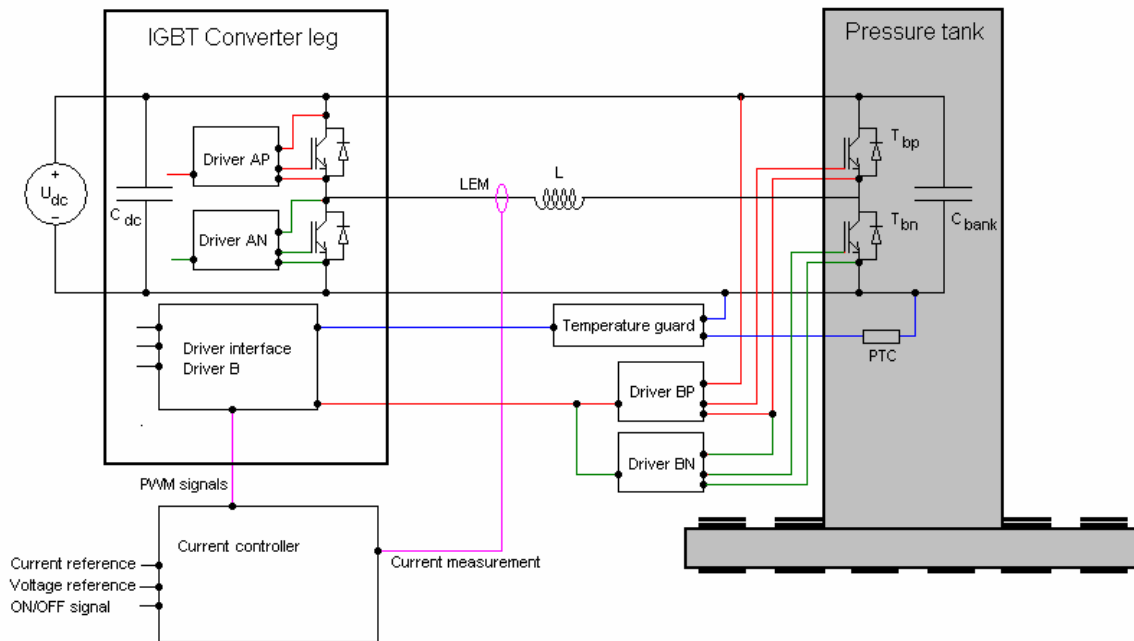 IGBT Converter leg
Pressure tank
Driver AP
T bp
LEM
L
+
U dc
-
C dc
Driver AN
T bn
C bank
Driver interface
Driver B
Temperature guard
PTC
Driver BP
Driver BN
PWM signals
Current controller
Current measurement
Current reference
Voltage reference
ON/OFF signal